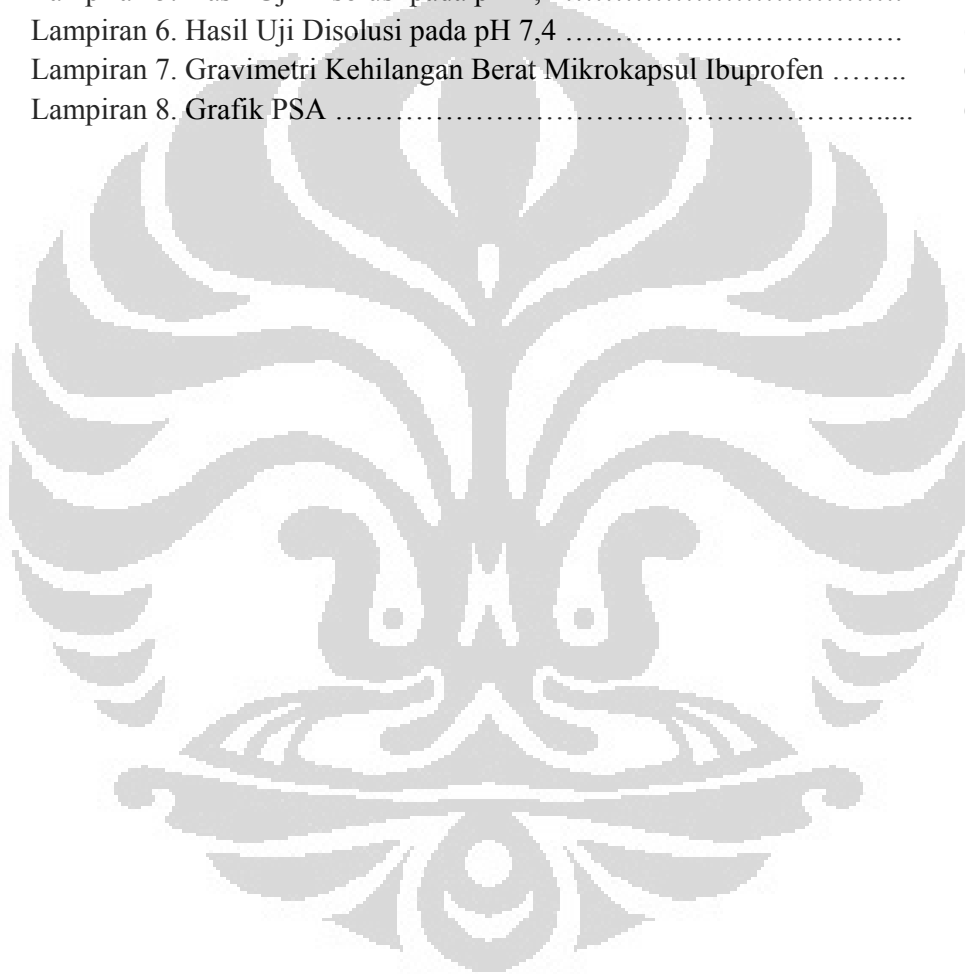 Lampiran 6. Hasil Uji Disolusi pada pH 7,4 …………………………….
Lampiran 7. Gravimetri Kehilangan Berat Mikrokapsul Ibuprofen ……..
Lampiran 8. Grafik PSA ……………………………………….……….....